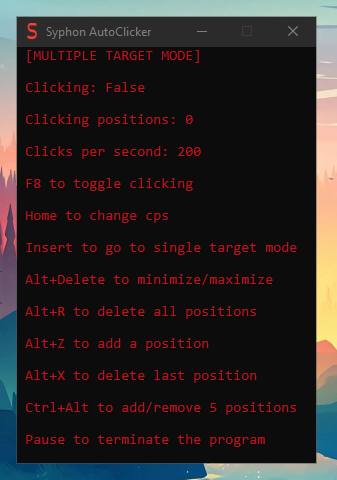 S Syphon AutoClicker
[MULTIPLE TARGET MODE]
Clicking: False
Clicking positions: 0
Clicks per second: 200
F8 to toggle clicking
Home to change cps
Insert to go to single target mode
Alt+Delete to minimize/maximize
Alt+R to delete all positions
Alt+Z to add a position
Alt+X to delete last position
Ctrl+Alt to add/remove 5 positions
Pause to terminate the program